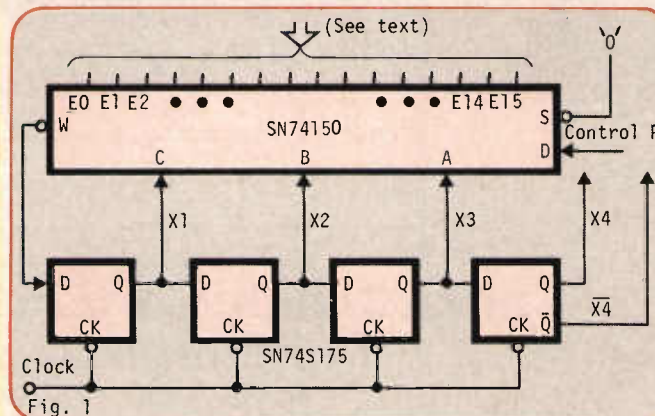 (See text)
'0'
E0 E1 E2 ● ● ● ● ● ● E14 E15
W
SN74150
S
Control P
D
C B A
X1 X2 X3 X4
D Q D Q D Q D Q
X4
CK CK CK CK Q
SN74S175
Clock
Fig. 1